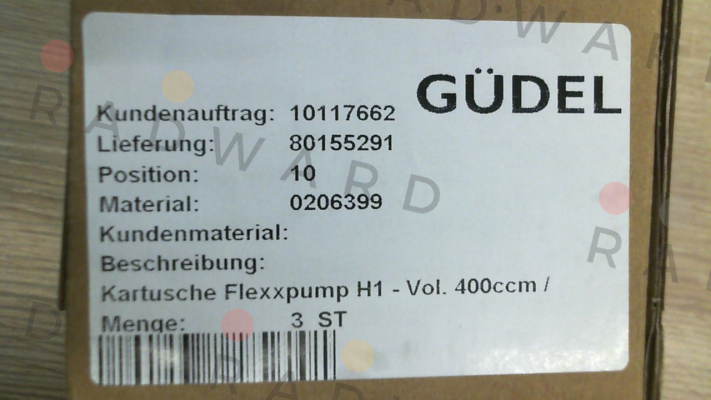 GÜDEL
Kundenauftrag: 10117662
Lieferung: 80155291
Position: 10
Material: 0206399
Kundenmaterial:
Beschreibung:
Kartusche Flexxpump H1 - Vol. 400ccm /
Menge: 3 ST
RADWARD